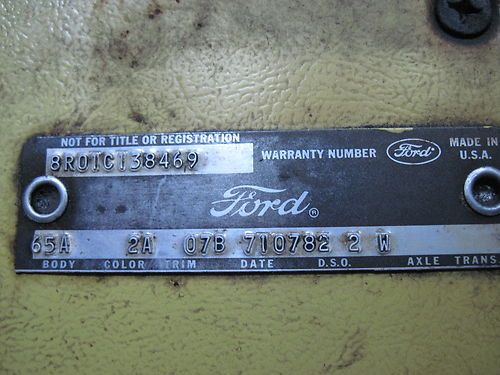 NOT FOR TITLE OR REGISTRATION
8R01C138469 WARRANTY NUMBER Ford MADE IN U.S.A.
Ford®
65A 2A 07B 710782 2 W
BODY COLOR TRIM DATE D.S.O. AXLE TRANS.